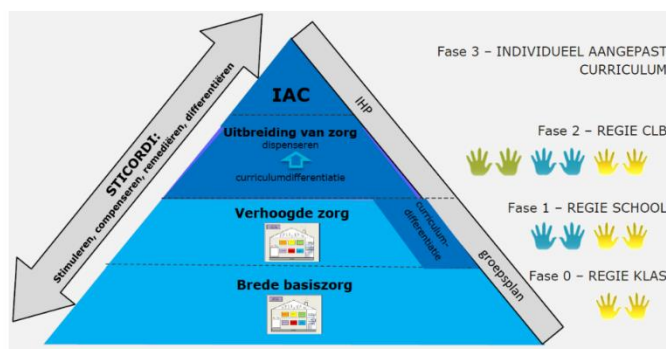 STICORDI:
Stimuleren, compenseren, remediëren, differentiëren
IAC
Uitbreiding van zorg
dispenseren
curriculumdifferentiatie
Verhoogde zorg
Brede basiszorg
curriculum-
differentiatie
IHP
groepsplan
Fase 3 – INDIVIDUEEL AANGEPAST
CURRICULUM
Fase 2 – REGIE CLB
Fase 1 – REGIE SCHOOL
Fase 0 – REGIE KLAS